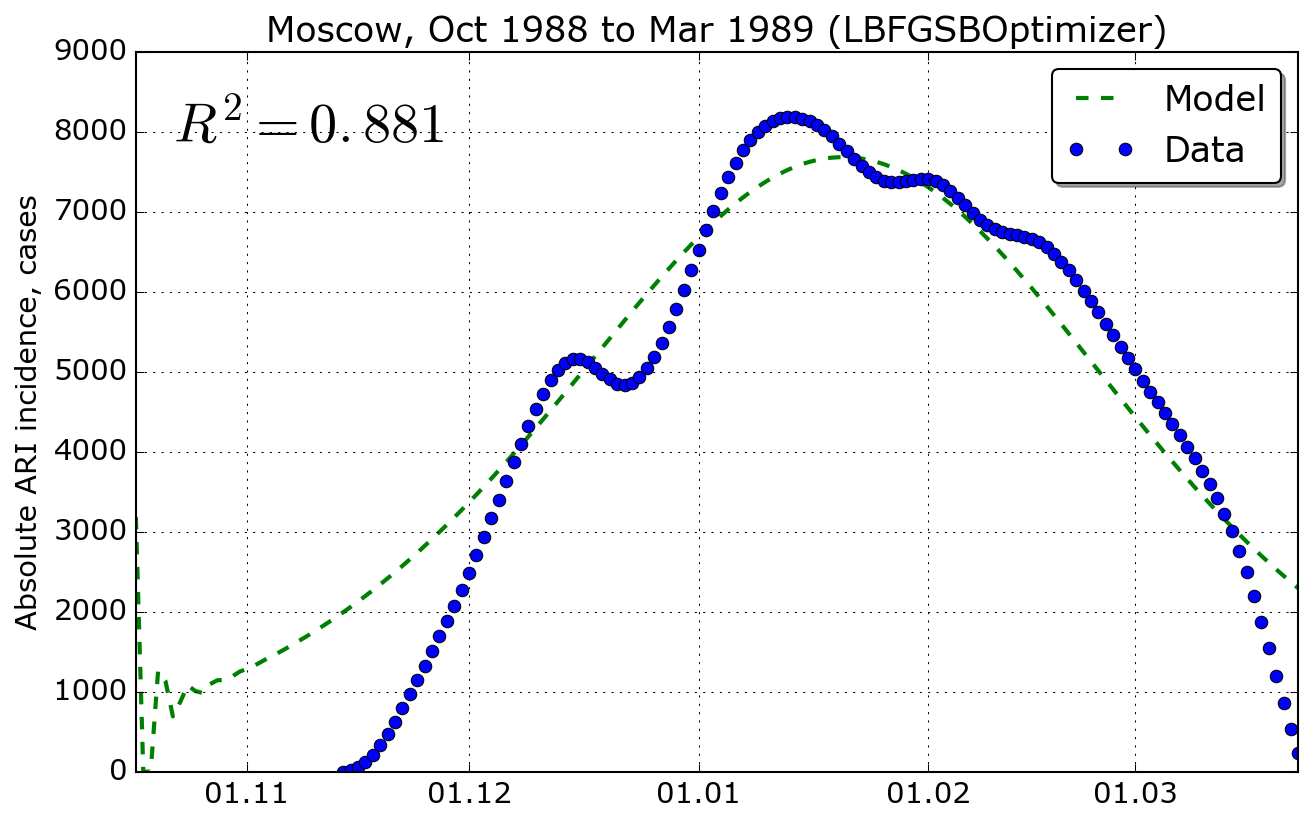 Moscow, Oct 1988 to Mar 1989 (LBFGSBOptimizer)
R² = 0.881
Model
Data
Absolute ARI incidence, cases
9000
8000
7000
6000
5000
4000
3000
2000
1000
0
01.11 01.12 01.01 01.02 01.03